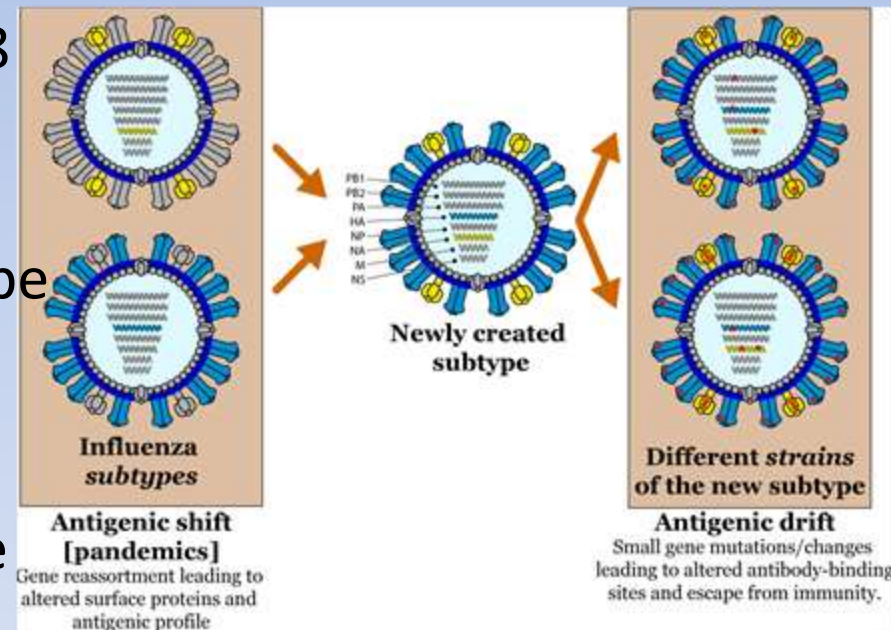 8
pe
e
PB1
PB2
PA
HA
NP
NA
M
NS
Newly created
subtype
Influenza
subtypes
Antigenic shift
[pandemics]
Gene reassortment leading to
altered surface proteins and
antigenic profile
Different strains
of the new subtype
Antigenic drift
Small gene mutations/changes
leading to altered antibody-binding
sites and escape from immunity.